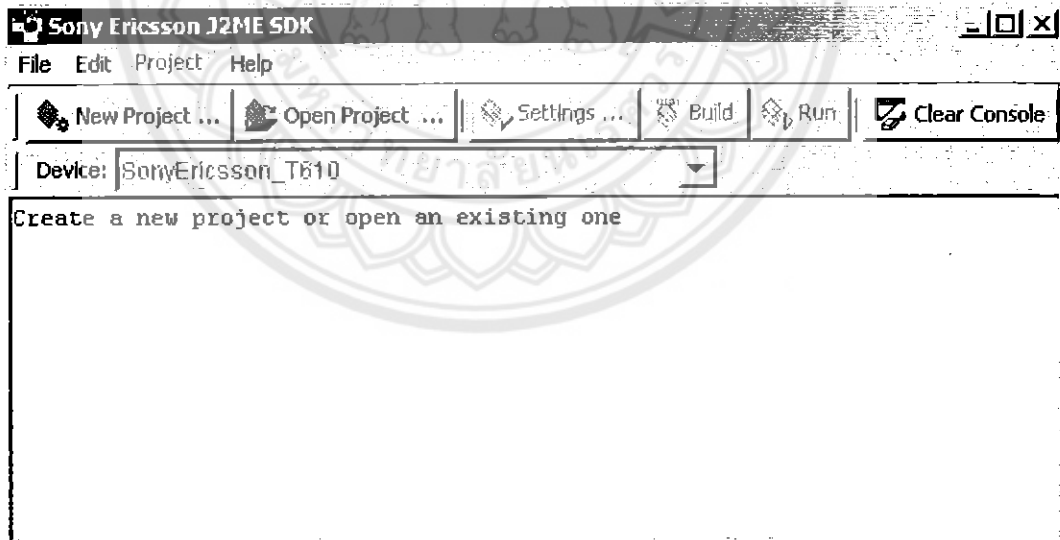 Sony Ericsson J2ME SDK
File Edit Project Help
New Project ... Open Project ... Settings ... Build Run Clear Console
Device: SonyEricsson_T610
Create a new project or open an existing one